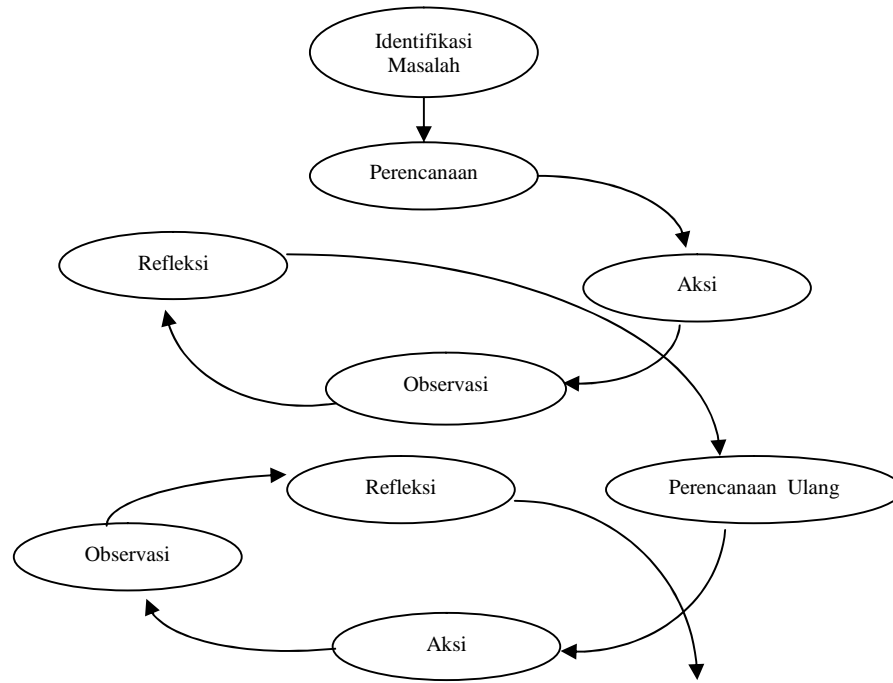 Identifikasi
Masalah
Perencanaan
Refleksi
Aksi
Observasi
Refleksi
Perencanaan Ulang
Observasi
Aksi